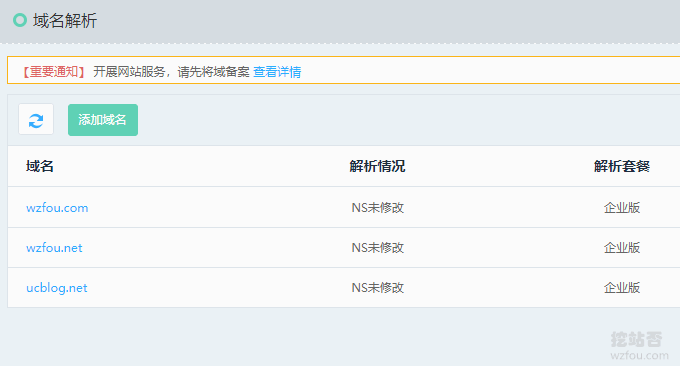 域名解析
【重要通知】 开展网站服务，请先将域备案 查看详情
添加域名
域名 解析情况 解析套餐
wzfou.com NS未修改 企业版
wzfou.net NS未修改 企业版
ucblog.net NS未修改 企业版
挖站否
wzfou.com